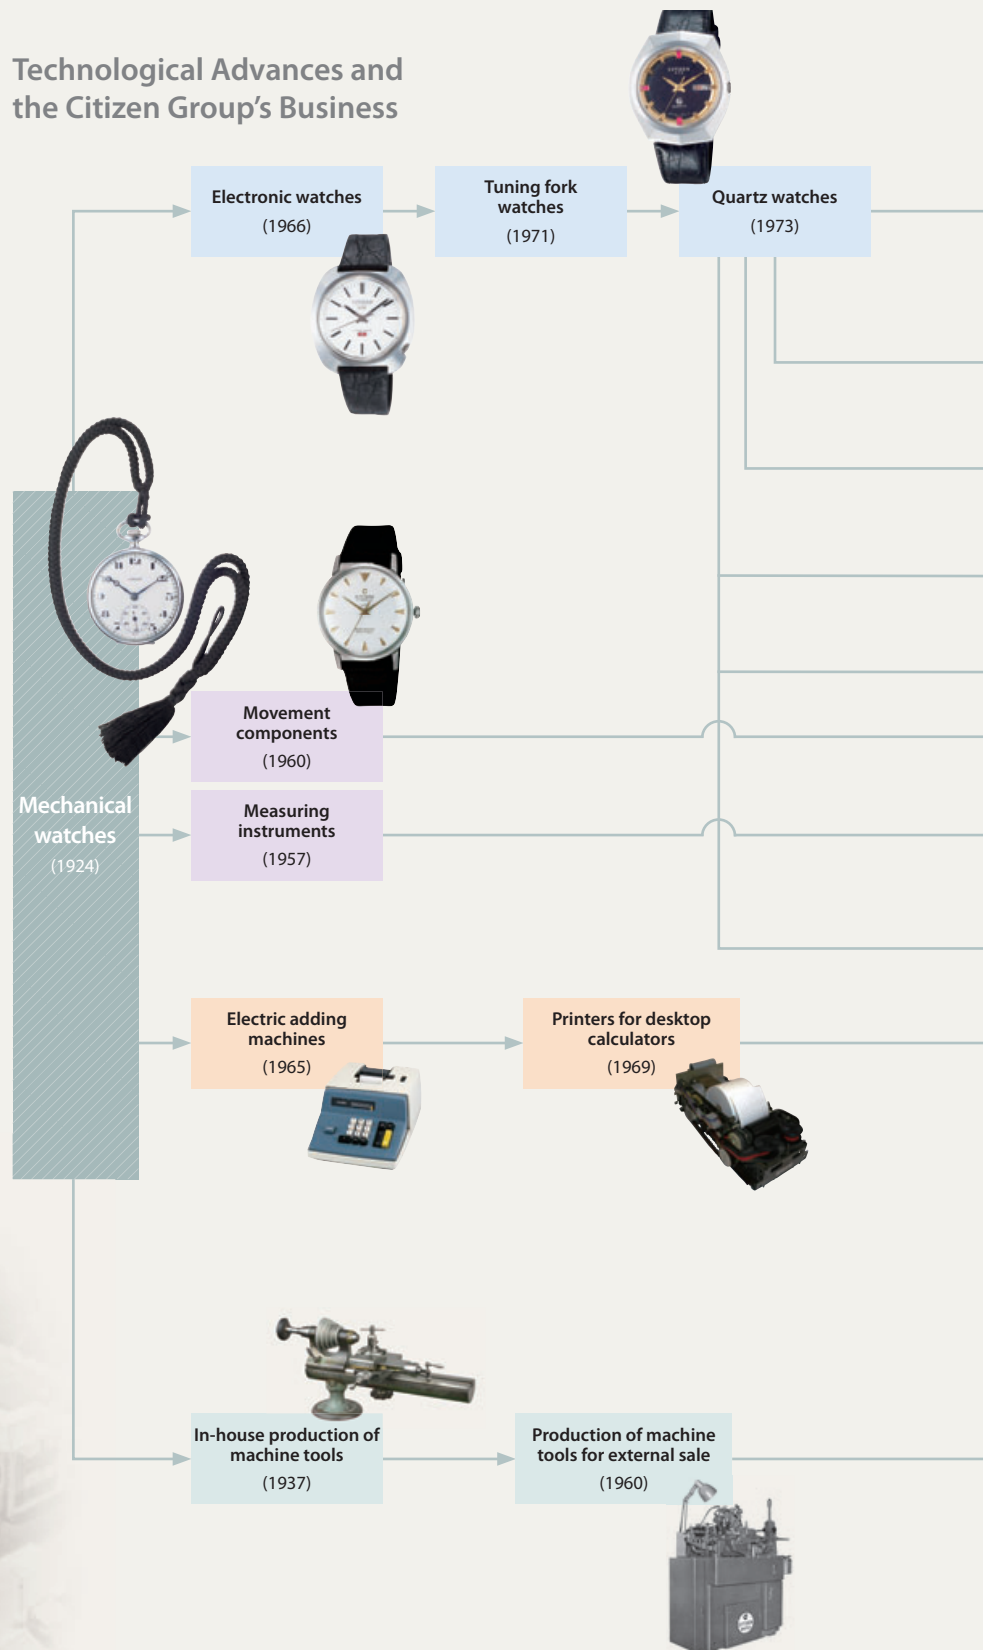 Technological Advances and
the Citizen Group's Business
Electronic watches
(1966)
Tuning fork
watches
(1971)
Quartz watches
(1973)
Movement
components
(1960)
Measuring
instruments
(1957)
Mechanical
watches
(1924)
Electric adding
machines
(1965)
Printers for desktop
calculators
(1969)
In-house production of
machine tools
(1937)
Production of machine
tools for external sale
(1960)